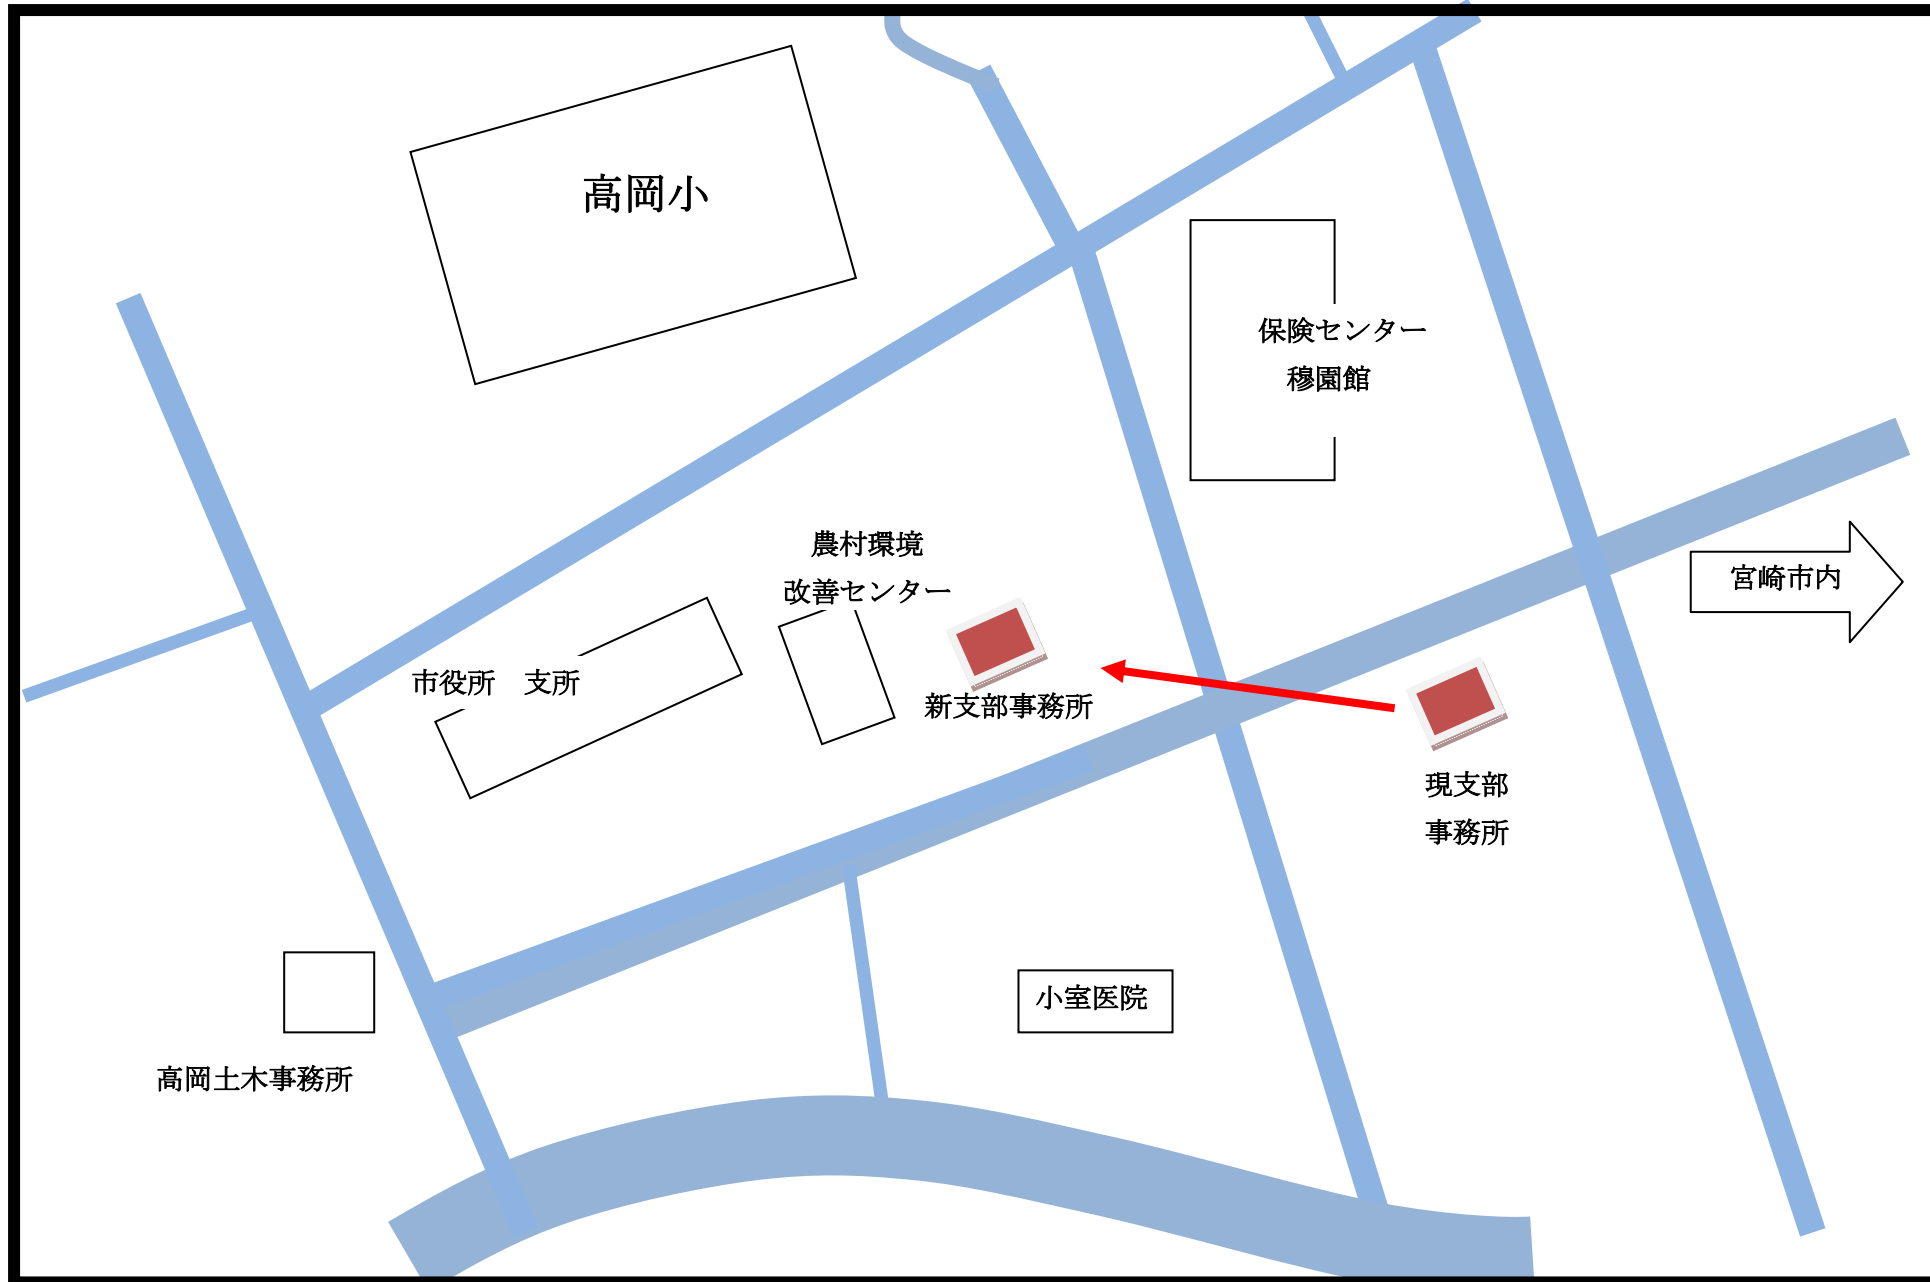 高岡小
保険センター
穆園館
農村環境
改善センター
宮崎市内
市役所　支所
新支部事務所
現支部
事務所
小室医院
高岡土木事務所